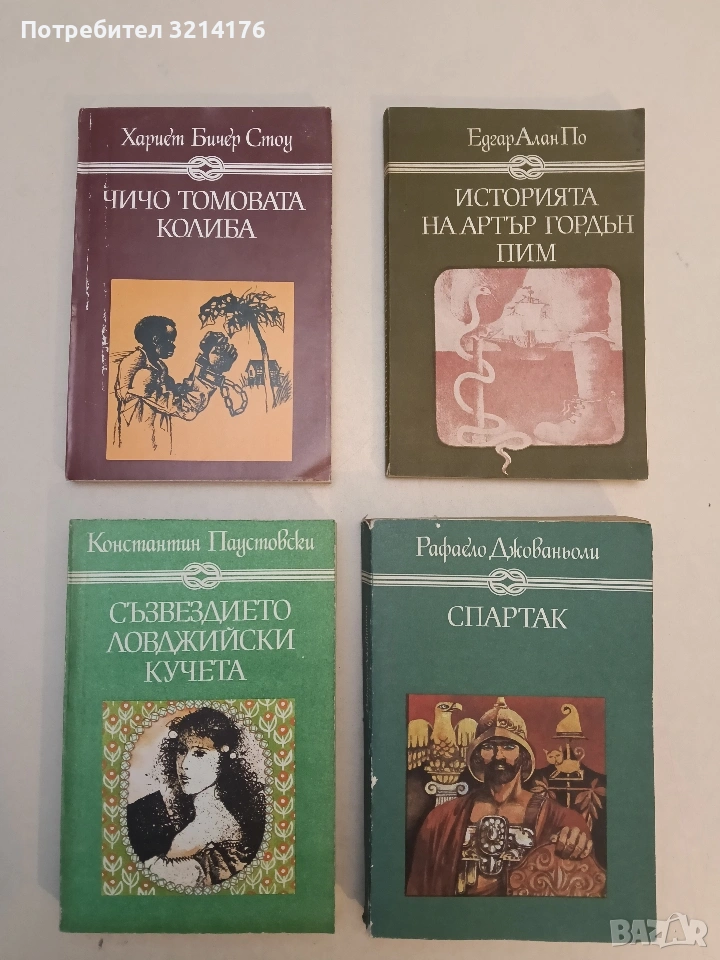 Потребител 3214176
Хариет Бичер Стоу
ЧИЧО ТОМОВАТА
КОЛИБА
Едгар Алан По
ИСТОРИЯТА
НА АРТЪР ГОРДЪН
ПИМ
Константин Паустовски
СЪЗВЕЗДИЕТО
ЛОВДЖИЙСКИ
КУЧЕТА
Рафаело Джованьоли
СПАРТАК
BAZAR